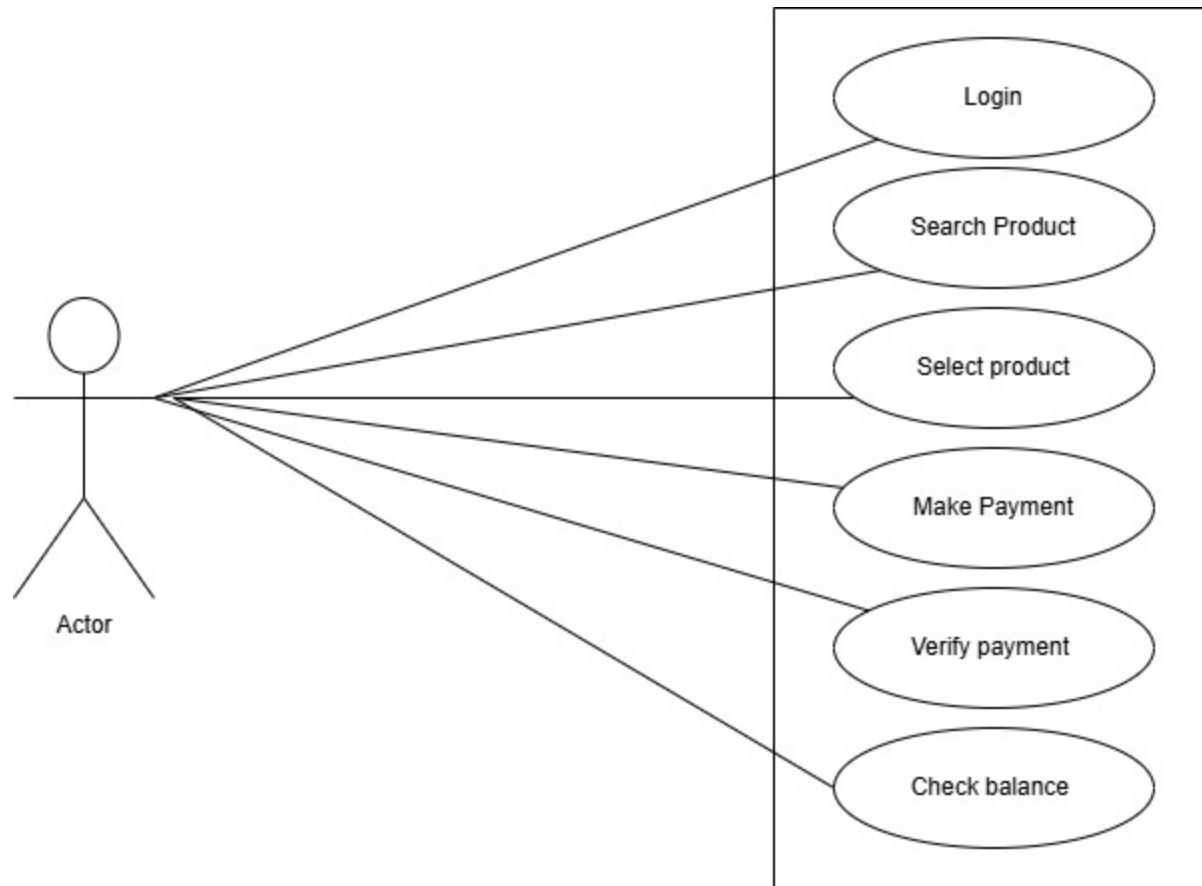 Login
Search Product
Select product
Make Payment
Verify payment
Check balance
Actor